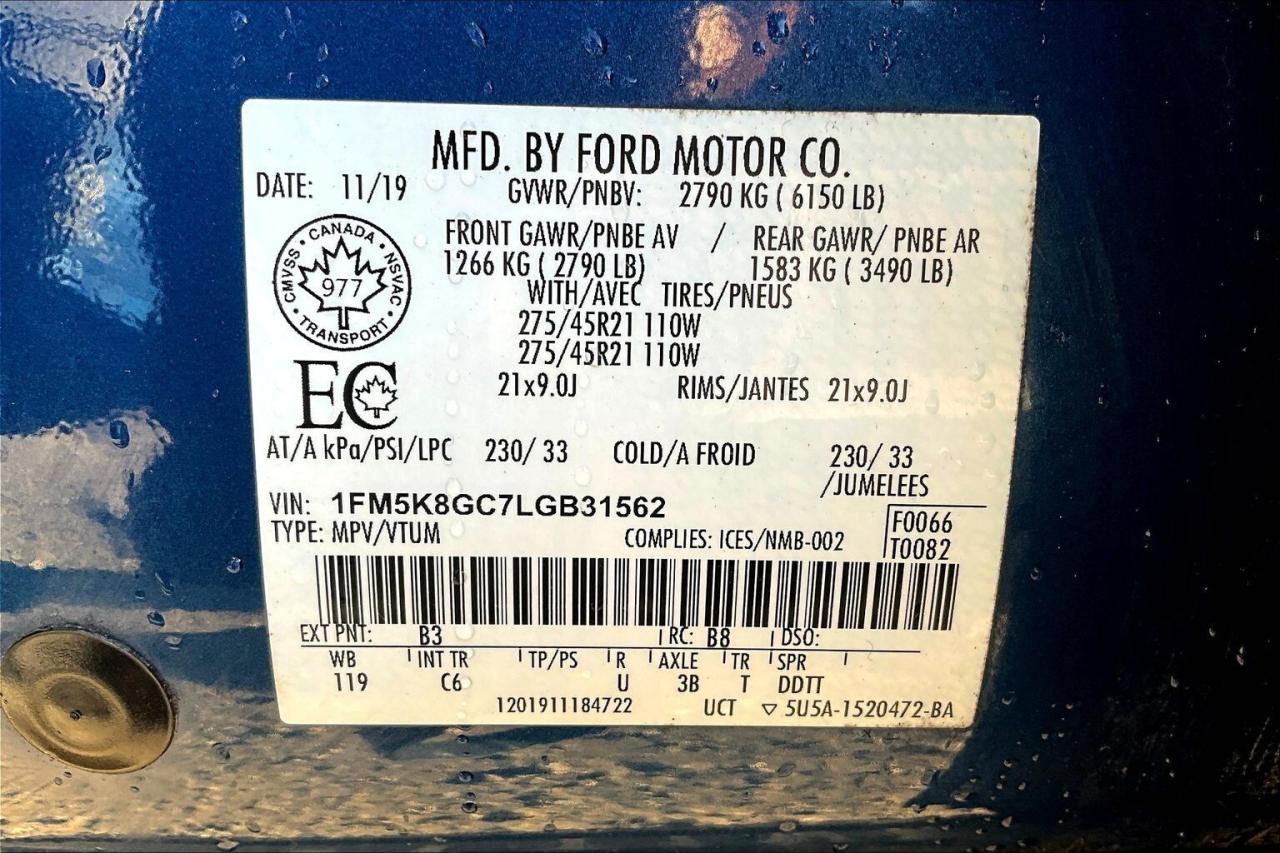 MFD. BY FORD MOTOR CO.
DATE: 11/19 GVWR/PNBV: 2790 KG ( 6150 LB)
FRONT GAWR/PNBE AV / REAR GAWR/ PNBE AR
1266 KG ( 2790 LB) 1583 KG ( 3490 LB)
WITH/AVEC TIRES/PNEUS
275/45R21 110W
275/45R21 110W
21x9.0J RIMS/JANTES 21x9.0J
CANADA
CMVSS NSVAC
977
TRANSPORT
EC
AT/A kPa/PSI/LPC 230/ 33 COLD/A FROID 230/ 33
/JUMELEES
VIN: 1FM5K8GC7LGB31562
F0066
TYPE: MPV/VTUM COMPLIES: ICES/NMB-002
T0082
EXT PNT: B3 RC: B8 DSO:
WB INT TR TP/PS R AXLE TR SPR
119 C6 U 3B T DDTT
1201911184722 UCT ▽ 5U5A-1520472-BA